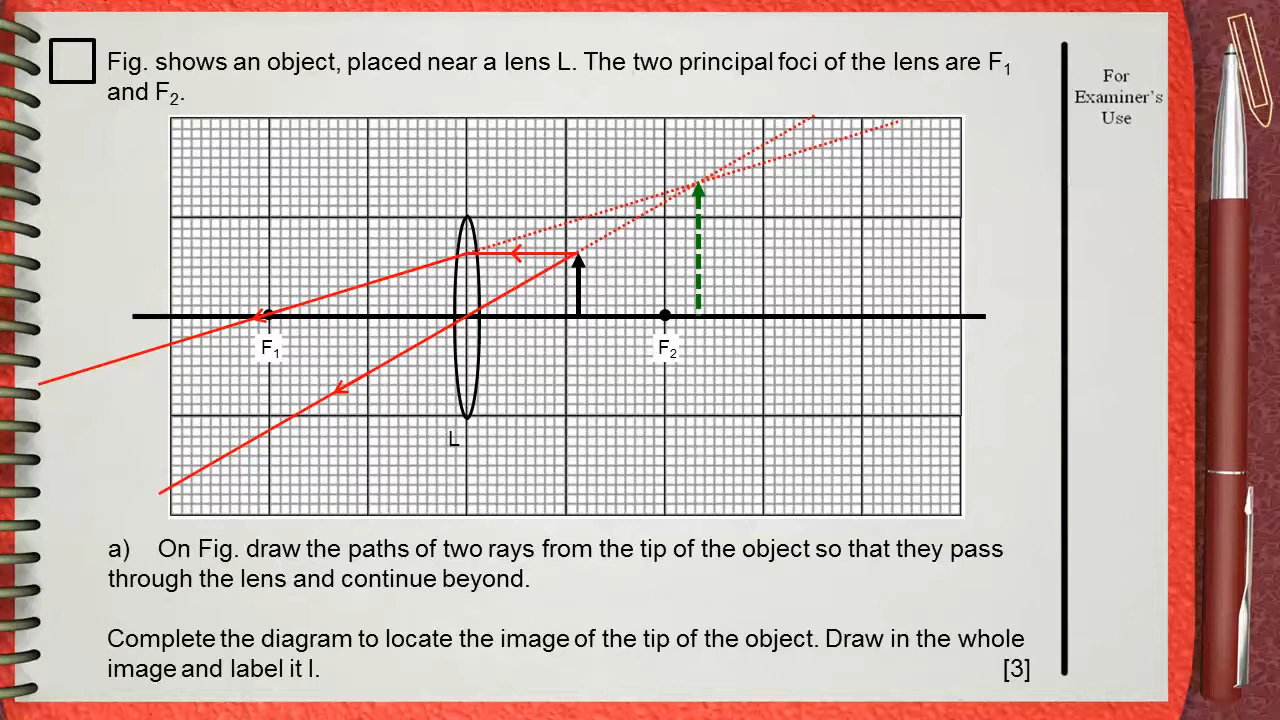 Fig. shows an object, placed near a lens L. The two principal foci of the lens are F₁
and F₂.
For
Examiner's
Use
F₁
F₂
L
a) On Fig. draw the paths of two rays from the tip of the object so that they pass
through the lens and continue beyond.
Complete the diagram to locate the image of the tip of the object. Draw in the whole
image and label it I. [3]